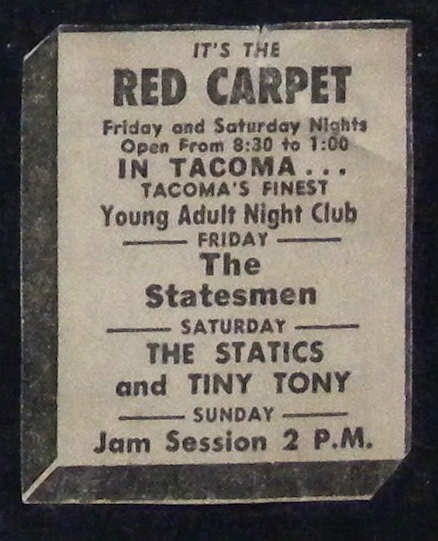 IT'S THE
RED CARPET
Friday and Saturday Nights
Open From 8:30 to 1:00
IN TACOMA...
TACOMA'S FINEST
Young Adult Night Club
FRIDAY
The
Statesmen
SATURDAY
THE STATICS
and TINY TONY
SUNDAY
Jam Session 2 P.M.